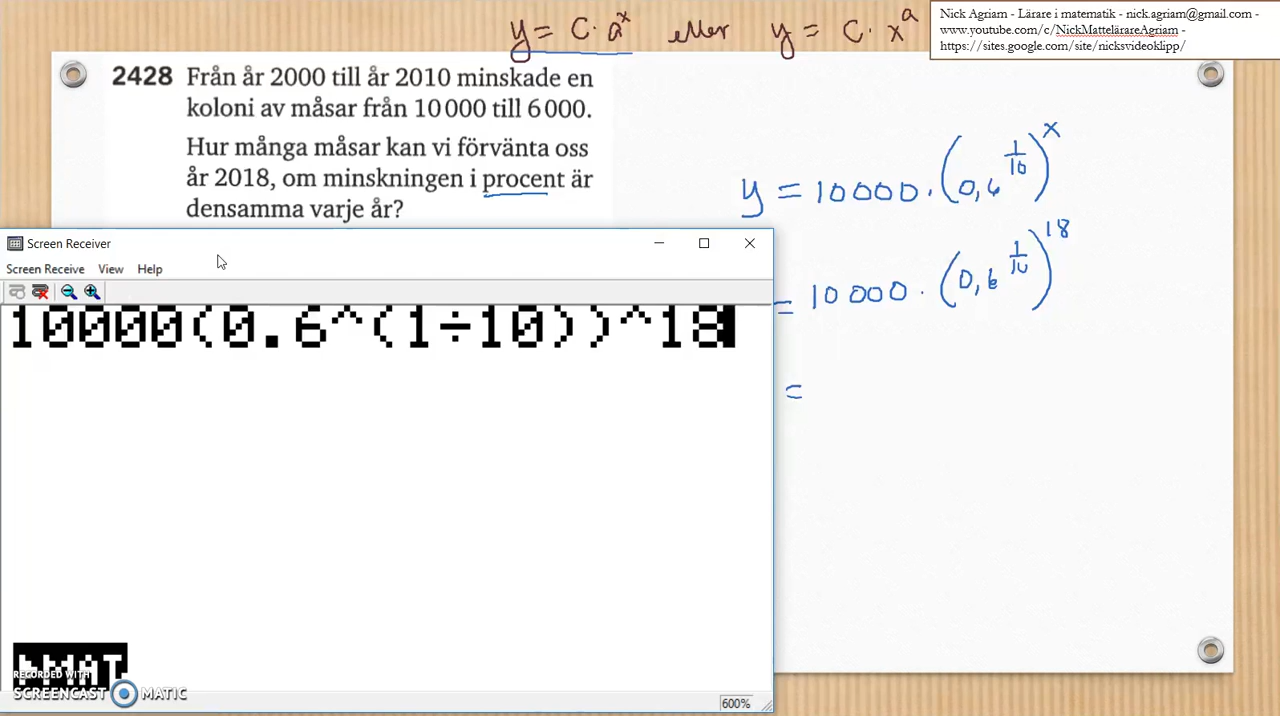 y = C · a^x eller y = C · x^a
Nick Agriam - Lärare i matematik - nick.agriam@gmail.com -
www.youtube.com/c/NickMattelärareAgriam -
https://sites.google.com/site/nicksvideoklipp/
2428 Från år 2000 till år 2010 minskade en
koloni av måsar från 10 000 till 6 000.
Hur många måsar kan vi förvänta oss
år 2018, om minskningen i procent är
densamma varje år?
y = 10000 · (0,6^(1/10))^x
= 10 000 · (0,6^(1/10))^18
=
Screen Receiver
Screen Receive View Help
10000(0.6^(1÷10))^18
▶MAT
RECORDED WITH
SCREENCAST MATIC
600%